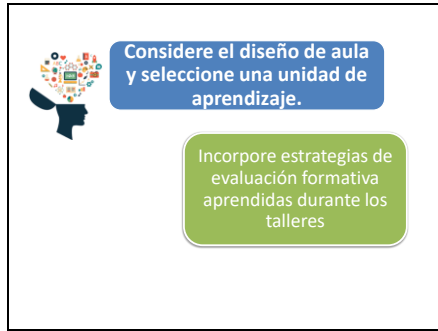 Considere el diseño de aula
y seleccione una unidad de
aprendizaje.
Incorpore estrategias de
evaluación formativa
aprendidas durante los
talleres